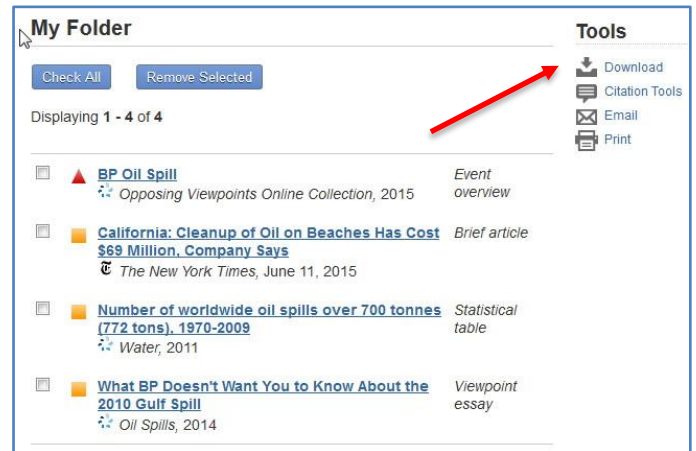 My Folder
Check All
Remove Selected
Displaying 1 - 4 of 4
BP Oil Spill
Opposing Viewpoints Online Collection, 2015
Event
overview
California: Cleanup of Oil on Beaches Has Cost
$69 Million, Company Says
The New York Times, June 11, 2015
Brief article
Number of worldwide oil spills over 700 tonnes
(772 tons), 1970-2009
Water, 2011
Statistical
table
What BP Doesn't Want You to Know About the
2010 Gulf Spill
Oil Spills, 2014
Viewpoint
essay
Tools
Download
Citation Tools
Email
Print